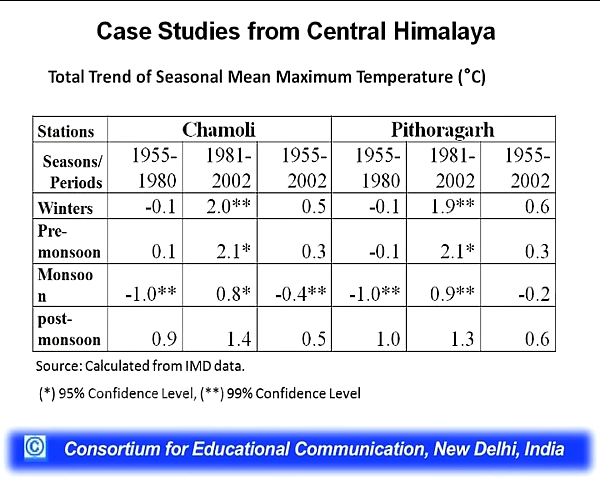 Case Studies from Central Himalaya
Total Trend of Seasonal Mean Maximum Temperature (°C)
Stations Chamoli Pithoragarh
Seasons/ 1955- 1981- 1955- 1955- 1981- 1955-
Periods 1980 2002 2002 1980 2002 2002
Winters -0.1 2.0** 0.5 -0.1 1.9** 0.6
Pre-
monsoon 0.1 2.1* 0.3 -0.1 2.1* 0.3
Monsoo
n -1.0** 0.8* -0.4** -1.0** 0.9** -0.2
post-
monsoon 0.9 1.4 0.5 1.0 1.3 0.6
Source: Calculated from IMD data.
(*) 95% Confidence Level, (**) 99% Confidence Level
© Consortium for Educational Communication, New Delhi, India